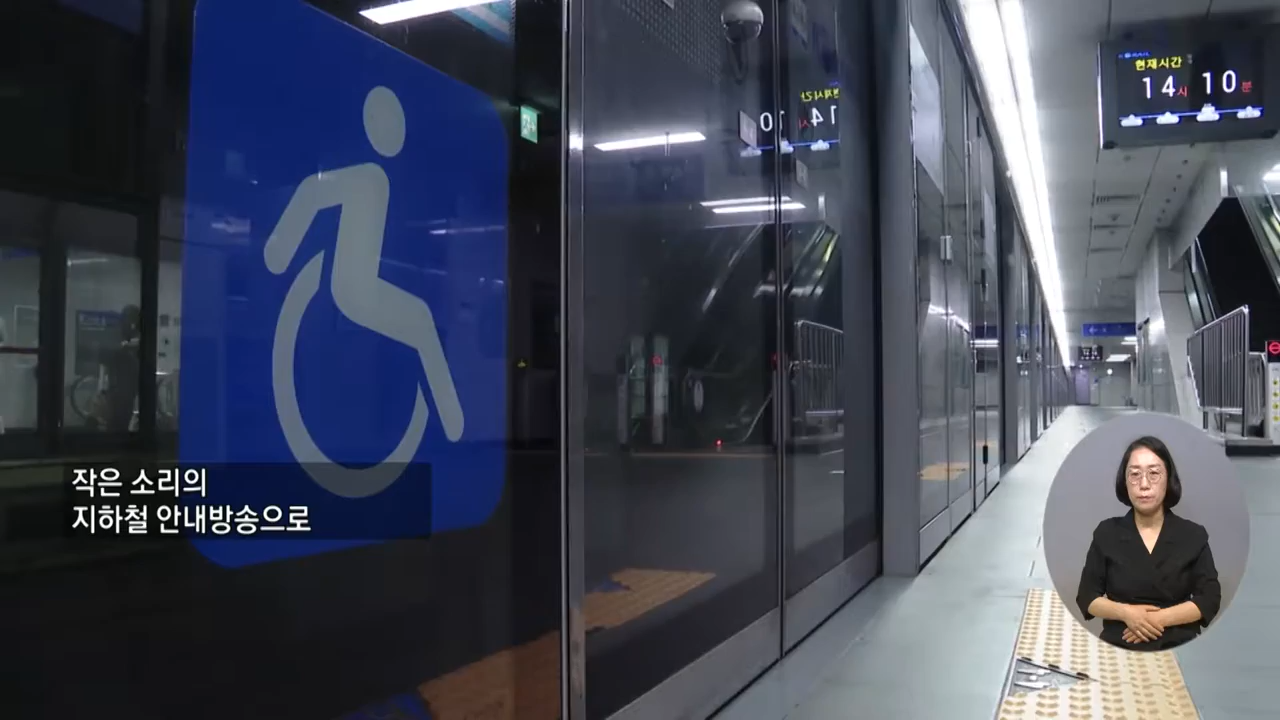 현재시간
14시 10분
작은 소리의
지하철 안내방송으로